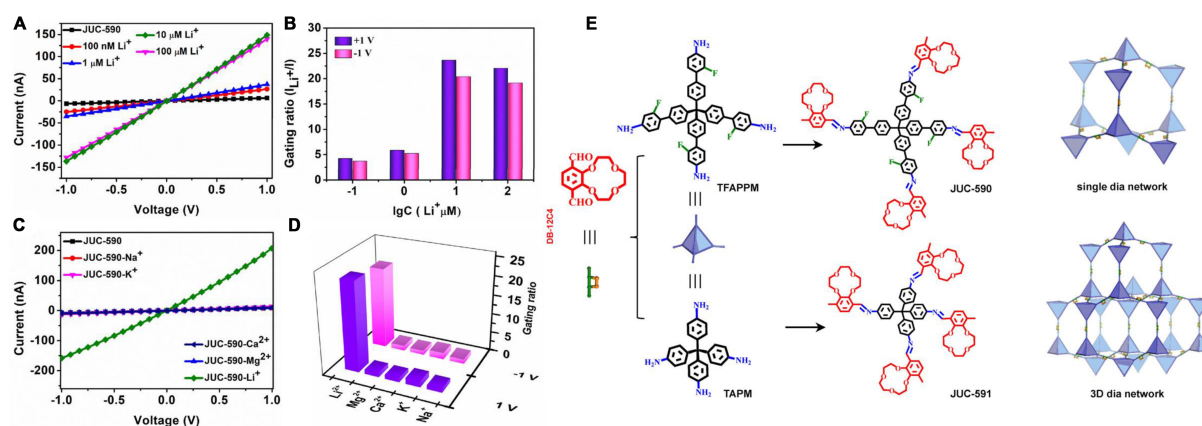 A
JUC-590
100 nM Li⁺
1 μM Li⁺
10 μM Li⁺
100 μM Li⁺
Current (nA)
150
100
50
0
-50
-100
-150
-1.0
-0.5
0.0
0.5
1.0
Voltage (V)
B
+1 V
-1 V
Gating ratio (I_Li⁺/I)
30
25
20
15
10
5
0
-1
0
1
2
lgC ( Li⁺μM)
C
JUC-590
JUC-590-Na⁺
JUC-590-K⁺
JUC-590-Ca²⁺
JUC-590-Mg²⁺
JUC-590-Li⁺
Current (nA)
200
100
0
-100
-200
-1.0
-0.5
0.0
0.5
1.0
Voltage (V)
D
25
20
15
10
5
0
Gating ratio
-1 V
1 V
Li²⁺
Mg²⁺
Ca²⁺
K⁺
Na⁺
E
DB-12C4
CHO
CHO
O
O
O
O
NH₂
F
F
NH₂
NH₂
F
F
NH₂
TFAPPM
NH₂
NH₂
NH₂
NH₂
TAPM
JUC-590
JUC-591
single dia network
3D dia network